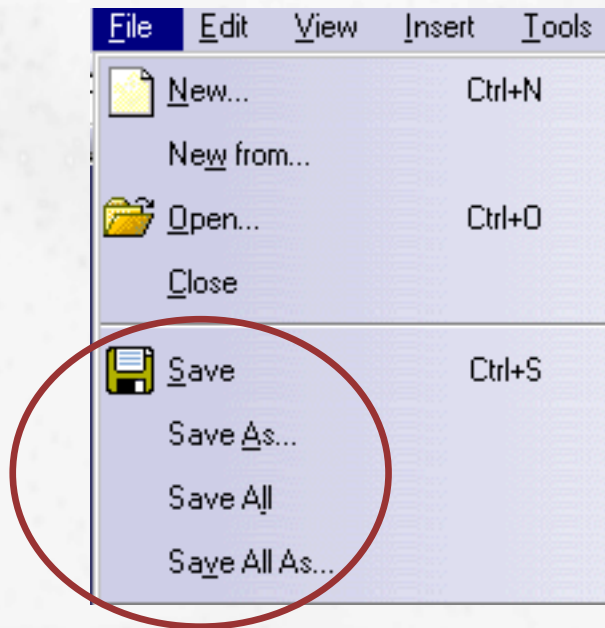 File Edit View Insert Tools
New... Ctrl+N
New from...
Open... Ctrl+O
Close
Save Ctrl+S
Save As...
Save All
Save All As...